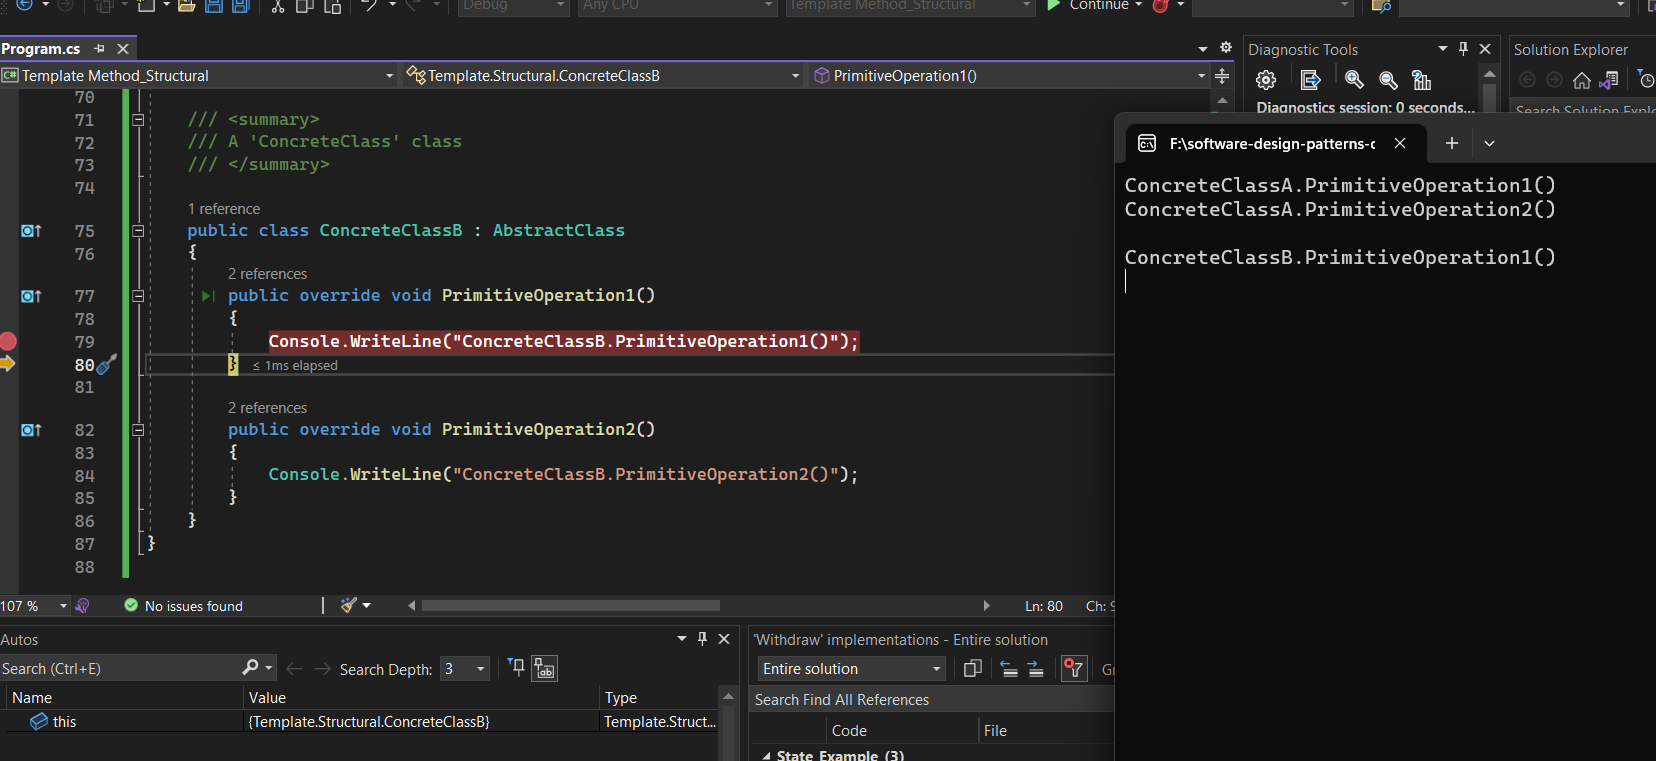 Debug
Any CPU
Template Method_Structural
Continue
Program.cs
C# Template Method_Structural
Template.Structural.ConcreteClassB
PrimitiveOperation1()
70
71 /// <summary>
72 /// A 'ConcreteClass' class
73 /// </summary>
74
1 reference
75 public class ConcreteClassB : AbstractClass
76 {
2 references
77 public override void PrimitiveOperation1()
78 {
79 Console.WriteLine("ConcreteClassB.PrimitiveOperation1()");
80 } ≤ 1ms elapsed
81
2 references
82 public override void PrimitiveOperation2()
83 {
84 Console.WriteLine("ConcreteClassB.PrimitiveOperation2()");
85 }
86 }
87 }
88
107 %
No issues found
Ln: 80
Ch:
Autos
Search (Ctrl+E)
Search Depth: 3
Name Value Type
this {Template.Structural.ConcreteClassB} Template.Struct...
'Withdraw' implementations - Entire solution
Entire solution
Search Find All References
Code File
State Example (3)
Diagnostic Tools
Diagnostics session: 0 seconds...
Solution Explorer
Search Solution Explo
F:\software-design-patterns-c
ConcreteClassA.PrimitiveOperation1()
ConcreteClassA.PrimitiveOperation2()
ConcreteClassB.PrimitiveOperation1()